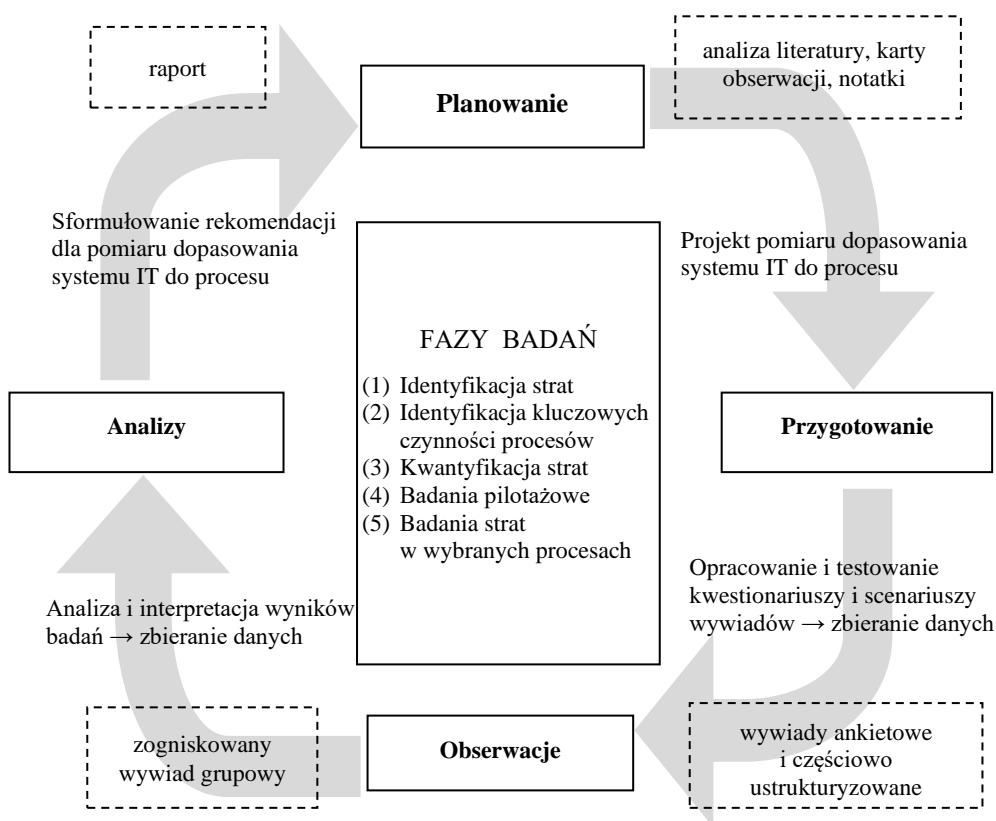 raport
analiza literatury, karty
obserwacji, notatki
Planowanie
Sformułowanie rekomendacji
dla pomiaru dopasowania
systemu IT do procesu
Projekt pomiaru dopasowania
systemu IT do procesu
FAZY BADAŃ
(1) Identyfikacja strat
(2) Identyfikacja kluczowych
czynności procesów
(3) Kwantyfikacja strat
(4) Badania pilotażowe
(5) Badania strat
w wybranych procesach
Analizy
Przygotowanie
Opracowanie i testowanie
kwestionariuszy i scenariuszy
wywiadów → zbieranie danych
Analiza i interpretacja wyników
badań → zbieranie danych
zogniskowany
wywiad grupowy
Obserwacje
wywiady ankietowe
i częściowo
ustrukturyzowane